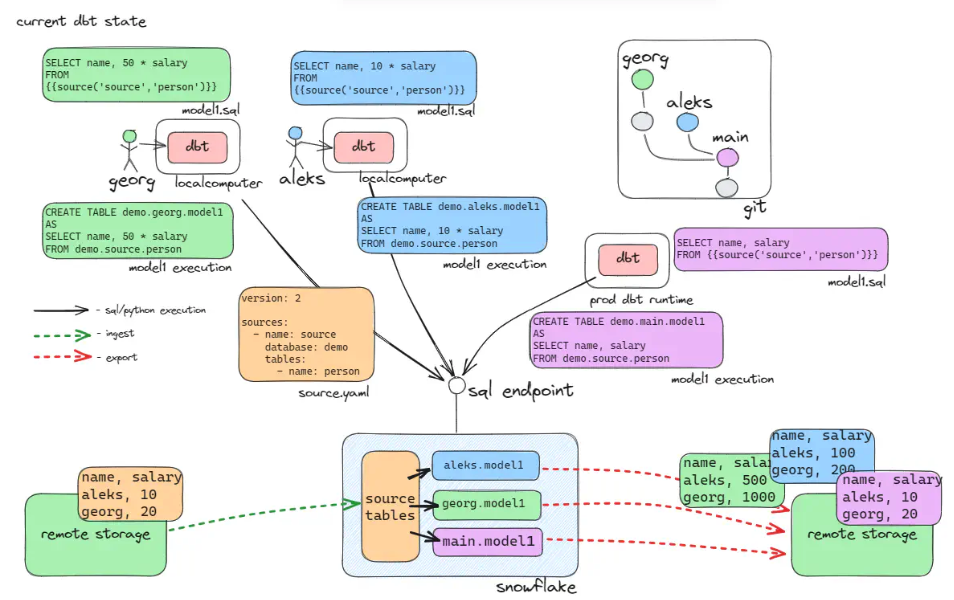 current dbt state
SELECT name, 50 * salary
FROM
{{source('source','person')}}
model1.sql
georg
dbt
localcomputer
CREATE TABLE demo.georg.model1
AS
SELECT name, 50 * salary
FROM demo.source.person
model1 execution
SELECT name, 10 * salary
FROM
{{source('source','person')}}
model1.sql
aleks
dbt
localcomputer
CREATE TABLE demo.aleks.model1
AS
SELECT name, 10 * salary
FROM demo.source.person
model1 execution
georg
aleks
main
git
dbt
prod dbt runtime
SELECT name, salary
FROM {{source('source','person')}}
model1.sql
CREATE TABLE demo.main.model1
AS
SELECT name, salary
FROM demo.source.person
model1 execution
- sql/python execution
- ingest
- export
version: 2
sources:
- name: source
database: demo
tables:
- name: person
source.yaml
sql endpoint
name, salary
aleks, 10
georg, 20
remote storage
source
tables
aleks.model1
georg.model1
main.model1
snowflake
name, sala
aleks, 500
georg, 1000
name, salary
aleks, 100
georg, 200
name, salary
aleks, 10
georg, 20
remote storage